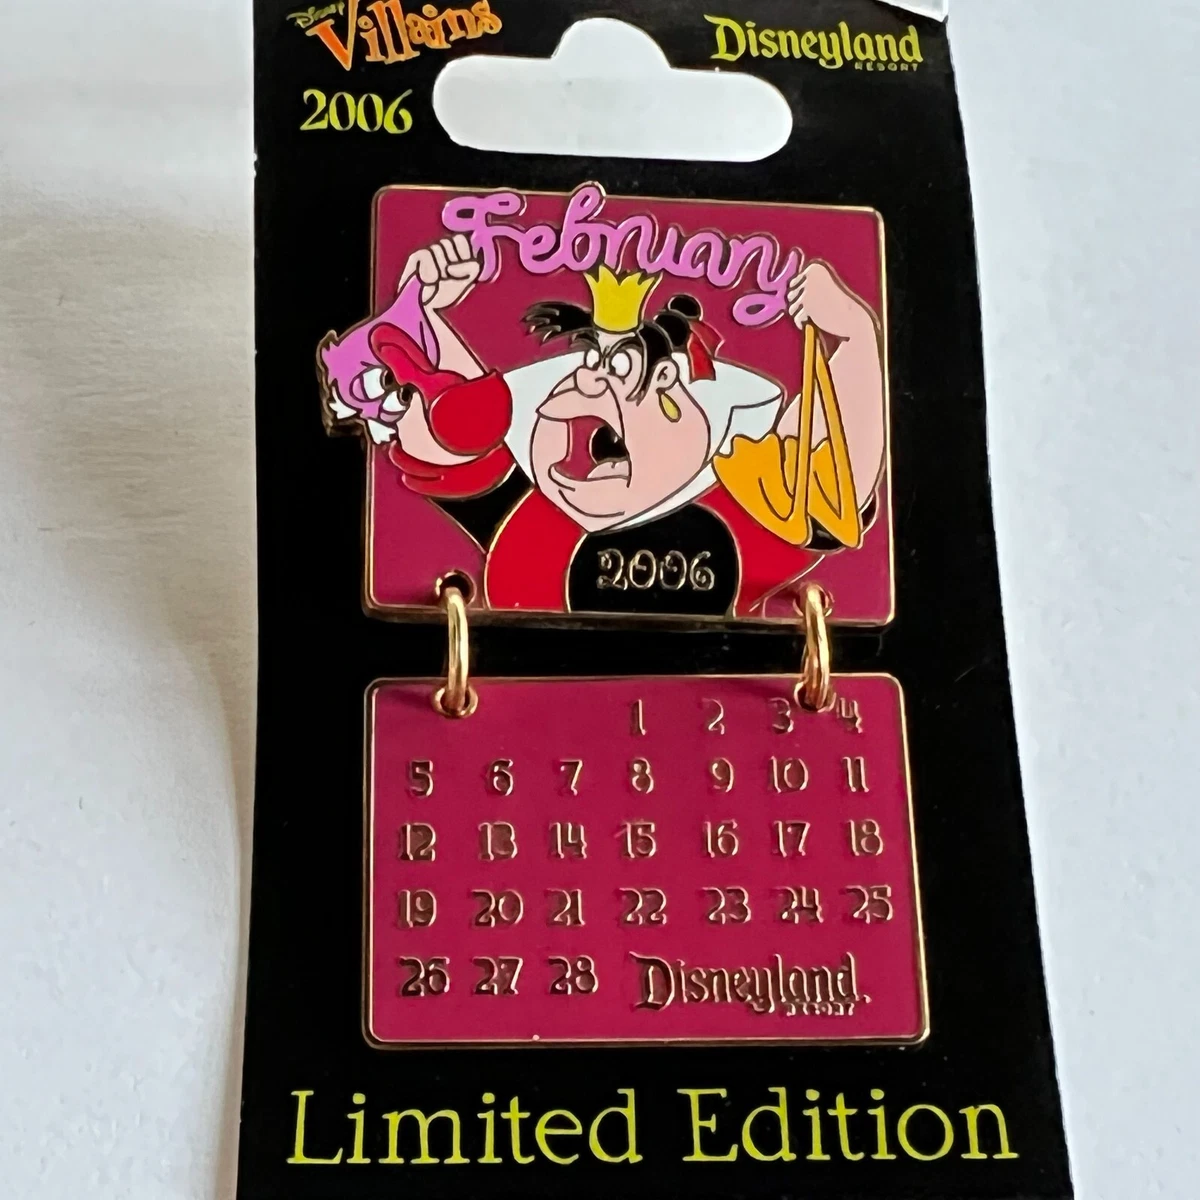 Disney
Villains
Disneyland
RESORT
2006
February
2006
1 2 3 4
5 6 7 8 9 10 11
12 13 14 15 16 17 18
19 20 21 22 23 24 25
26 27 28 Disneyland
RESORT
Limited Edition